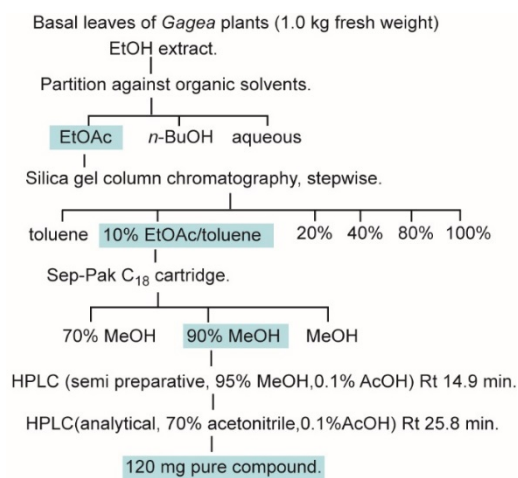 Basal leaves of Gagea plants (1.0 kg fresh weight)
EtOH extract.
Partition against organic solvents.
EtOAc n-BuOH aqueous
Silica gel column chromatography, stepwise.
toluene 10% EtOAc/toluene 20% 40% 80% 100%
Sep-Pak C18 cartridge.
70% MeOH 90% MeOH MeOH
HPLC (semi preparative, 95% MeOH,0.1% AcOH) Rt 14.9 min.
HPLC(analytical, 70% acetonitrile,0.1%AcOH) Rt 25.8 min.
120 mg pure compound.